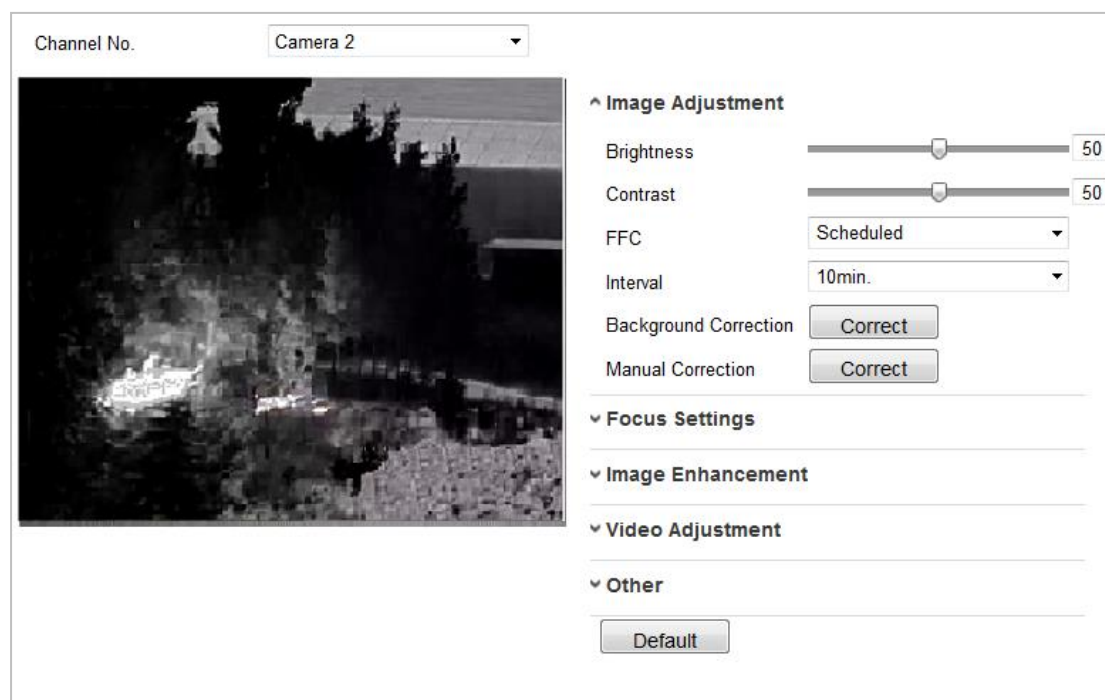 Channel No. Camera 2
Image Adjustment
Brightness 50
Contrast 50
FFC Scheduled
Interval 10min.
Background Correction Correct
Manual Correction Correct
Focus Settings
Image Enhancement
Video Adjustment
Other
Default